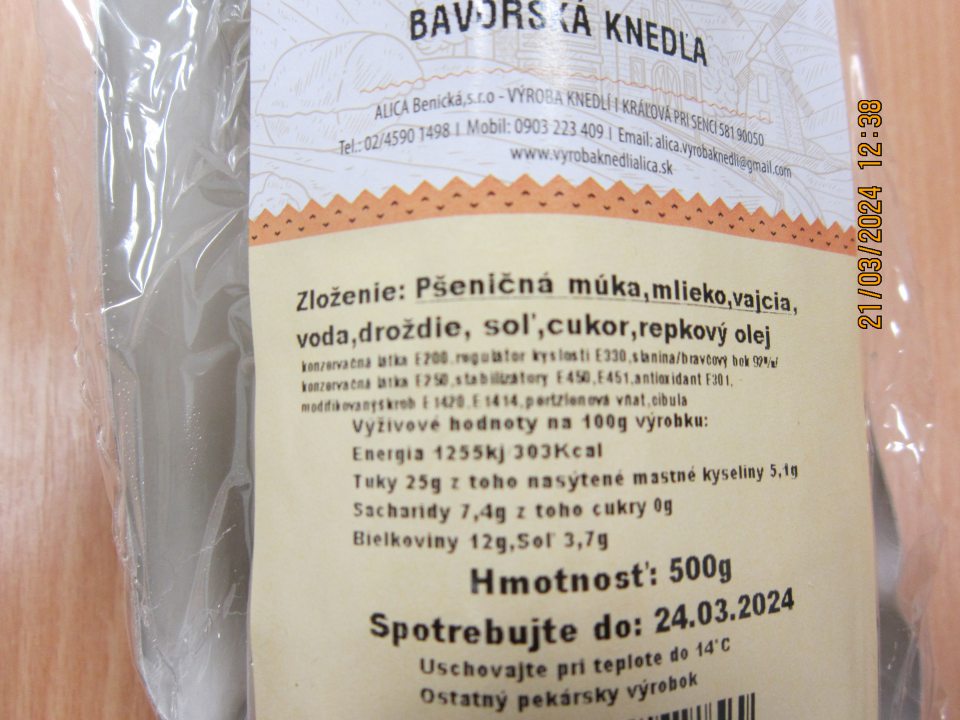 BAVORSKÁ KNEDĽA
ALICA Benická,s.r.o - VÝROBA KNEDLÍ I KRÁĽOVÁ PRI SENCI 581 90050
Tel.: 02/4590 1498 I Mobil: 0903 223 409 I Email: alica.vyrobaknedli@gmail.com
www.vyrobaknedlialica.sk
Zloženie: Pšeničná múka,mlieko,vajcia,
voda,droždie, soľ,cukor,repkový olej
konzervačná látka E200,regulátor kyslosti E330,slanina/bravčový bok 92%/
konzervačná látka E250,stabilizátory E450,E451,antioxidant E301,
modifikovanýškrob E1420,E1414,petržlenová vňať,cibuľa
Výživové hodnoty na 100g výrobku:
Energia 1255kj 303Kcal
Tuky 25g z toho nasýtené mastné kyseliny 5,1g
Sacharidy 7,4g z toho cukry 0g
Bielkoviny 12g,Soľ 3,7g
Hmotnosť: 500g
Spotrebujte do: 24.03.2024
Uschovajte pri teplote do 14°C
Ostatný pekársky výrobok
21/03/2024 12:38